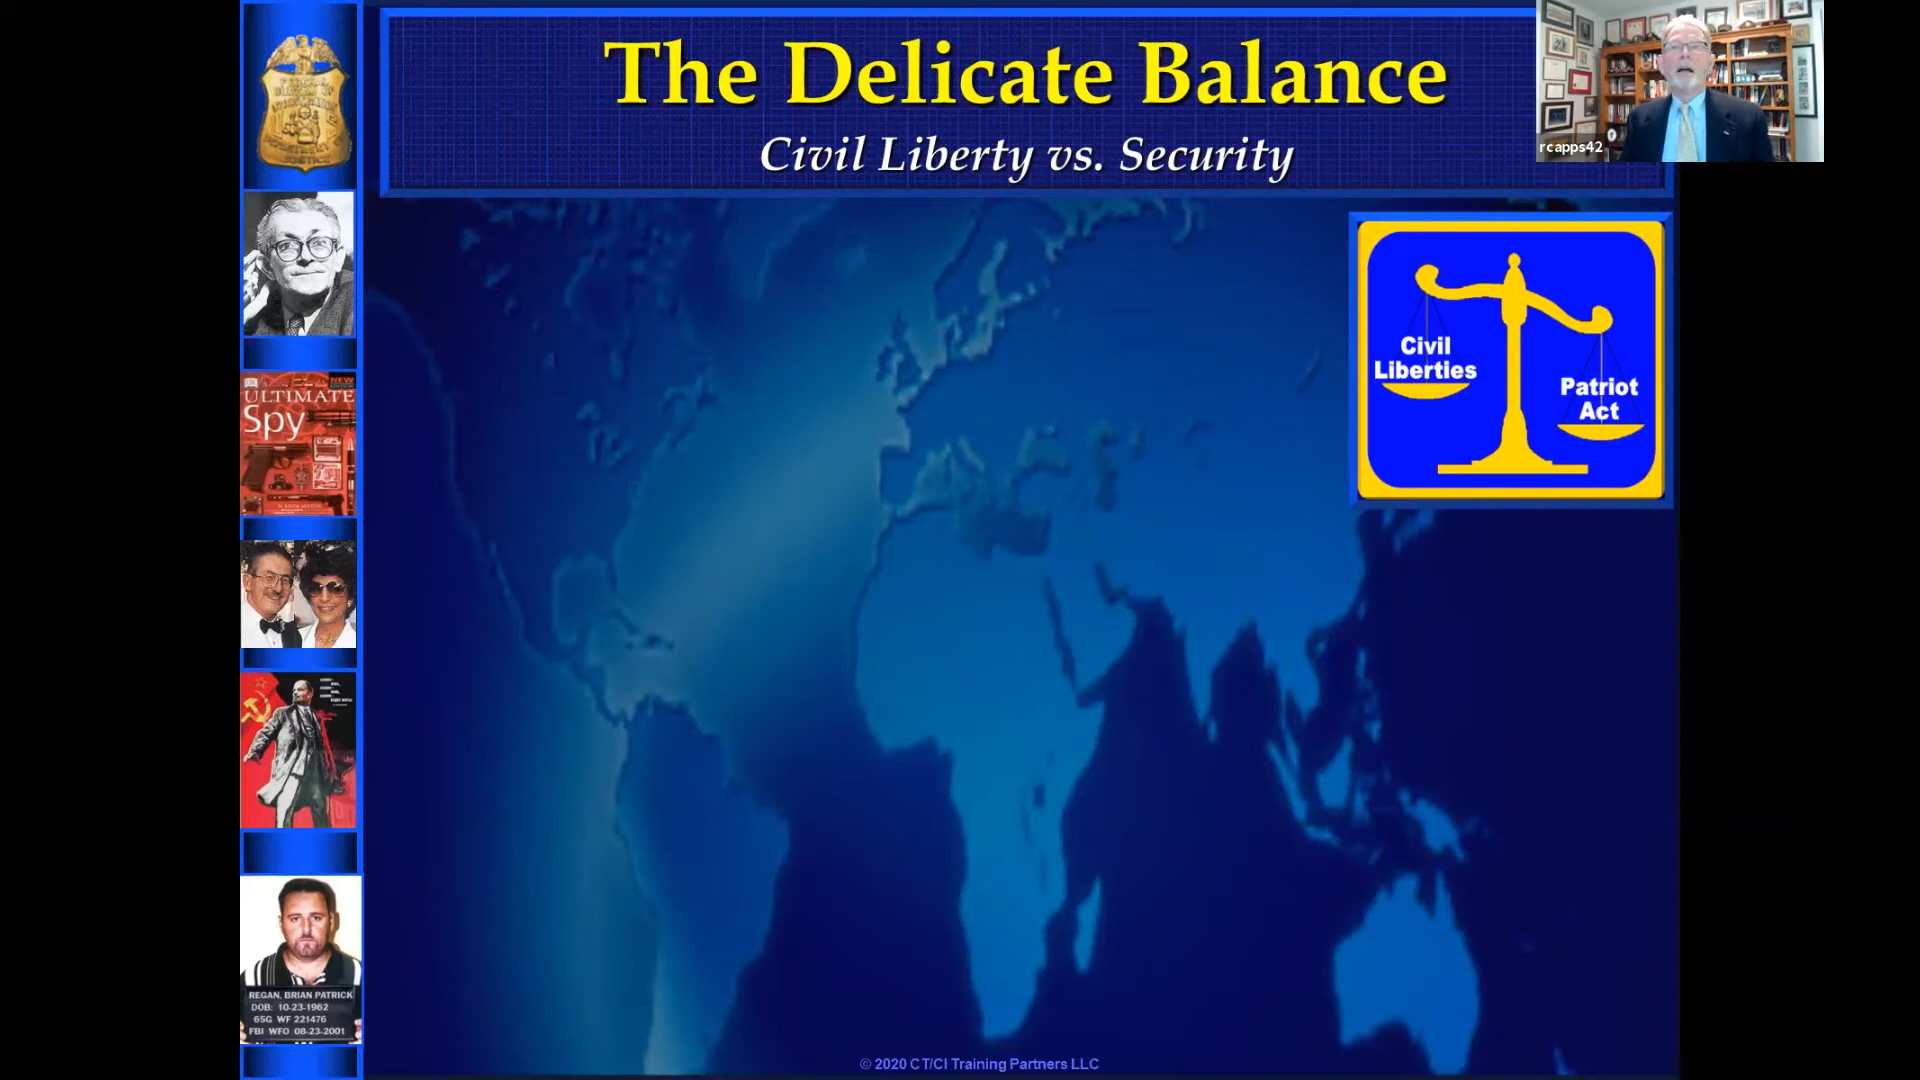 The Delicate Balance
Civil Liberty vs. Security
rcapps42
Civil
Liberties
Patriot
Act
NEW
ULTIMATE
Spy
REGAN, BRIAN PATRICK
DOB: 10-23-1962
65G WF 221476
FBI WFO 08-23-2001
© 2020 CT/CI Training Partners LLC